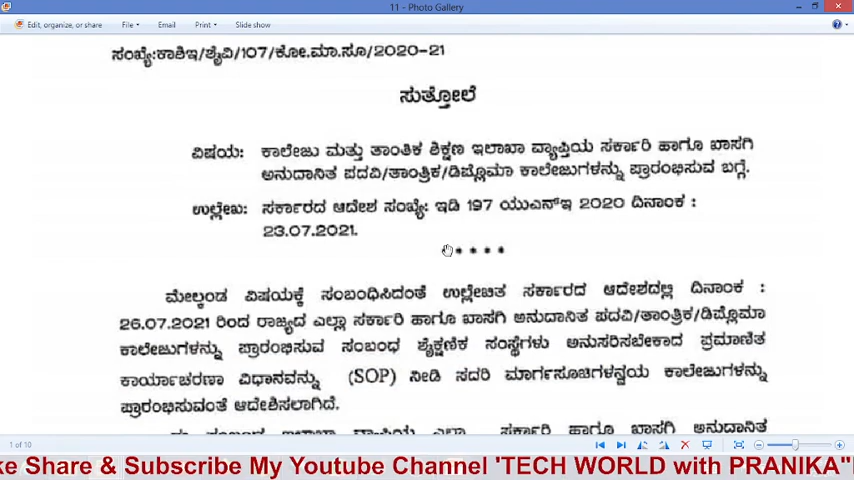 11 - Photo Gallery
Edit, organize, or share File Email Print Slide show
ಸಂಖ್ಯೆ:ಕಾಶಿಇ/ಶೈವಿ/107/ಕೋ.ಮಾ.ಸೂ/2020-21
ಸುತ್ತೋಲೆ
ವಿಷಯ: ಕಾಲೇಜು ಮತ್ತು ತಾಂತ್ರಿಕ ಶಿಕ್ಷಣ ಇಲಾಖಾ ವ್ಯಾಪ್ತಿಯ ಸರ್ಕಾರಿ ಹಾಗೂ ಖಾಸಗಿ
ಅನುದಾನಿತ ಪದವಿ/ತಾಂತ್ರಿಕ/ಡಿಪ್ಲೊಮಾ ಕಾಲೇಜುಗಳನ್ನು ಪ್ರಾರಂಭಿಸುವ ಬಗ್ಗೆ.
ಉಲ್ಲೇಖ: ಸರ್ಕಾರದ ಆದೇಶ ಸಂಖ್ಯೆ: ಇಡಿ 197 ಯುಎನ್ಇ 2020 ದಿನಾಂಕ :
23.07.2021.
* * * *
ಮೇಲ್ಕಂಡ ವಿಷಯಕ್ಕೆ ಸಂಬಂಧಿಸಿದಂತೆ ಉಲ್ಲೇಖಿತ ಸರ್ಕಾರದ ಆದೇಶದಲ್ಲಿ ದಿನಾಂಕ :
26.07.2021 ರಿಂದ ರಾಜ್ಯದ ಎಲ್ಲಾ ಸರ್ಕಾರಿ ಹಾಗೂ ಖಾಸಗಿ ಅನುದಾನಿತ ಪದವಿ/ತಾಂತ್ರಿಕ/ಡಿಪ್ಲೊಮಾ
ಕಾಲೇಜುಗಳನ್ನು ಪ್ರಾರಂಭಿಸುವ ಸಂಬಂಧ ಶೈಕ್ಷಣಿಕ ಸಂಸ್ಥೆಗಳು ಅನುಸರಿಸಬೇಕಾದ ಪ್ರಮಾಣಿತ
ಕಾರ್ಯಾಚರಣಾ ವಿಧಾನವನ್ನು (SOP) ನೀಡಿ ಸದರಿ ಮಾರ್ಗಸೂಚಿಗಳನ್ವಯ ಕಾಲೇಜುಗಳನ್ನು
ಪ್ರಾರಂಭಿಸುವಂತೆ ಆದೇಶಿಸಲಾಗಿದೆ.
ಎಲ್ಲಾ ಸರ್ಕಾರಿ ಹಾಗೂ ಖಾಸಗಿ ಅನುದಾನಿತ
1 of 10
ke Share & Subscribe My Youtube Channel 'TECH WORLD with PRANIKA"